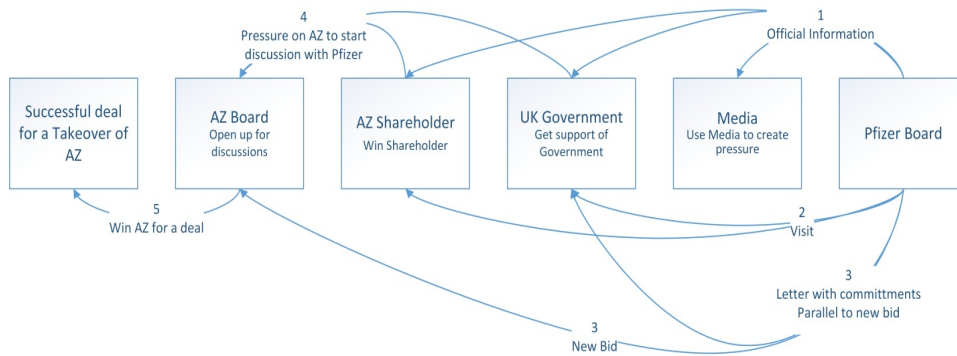 4
Pressure on AZ to start
discussion with Pfizer
1
Official Information
Successful deal
for a Takeover of
AZ
AZ Board
Open up for
discussions
AZ Shareholder
Win Shareholder
UK Government
Get support of
Government
Media
Use Media to create
pressure
Pfizer Board
5
Win AZ for a deal
2
Visit
3
Letter with committments
Parallel to new bid
3
New Bid